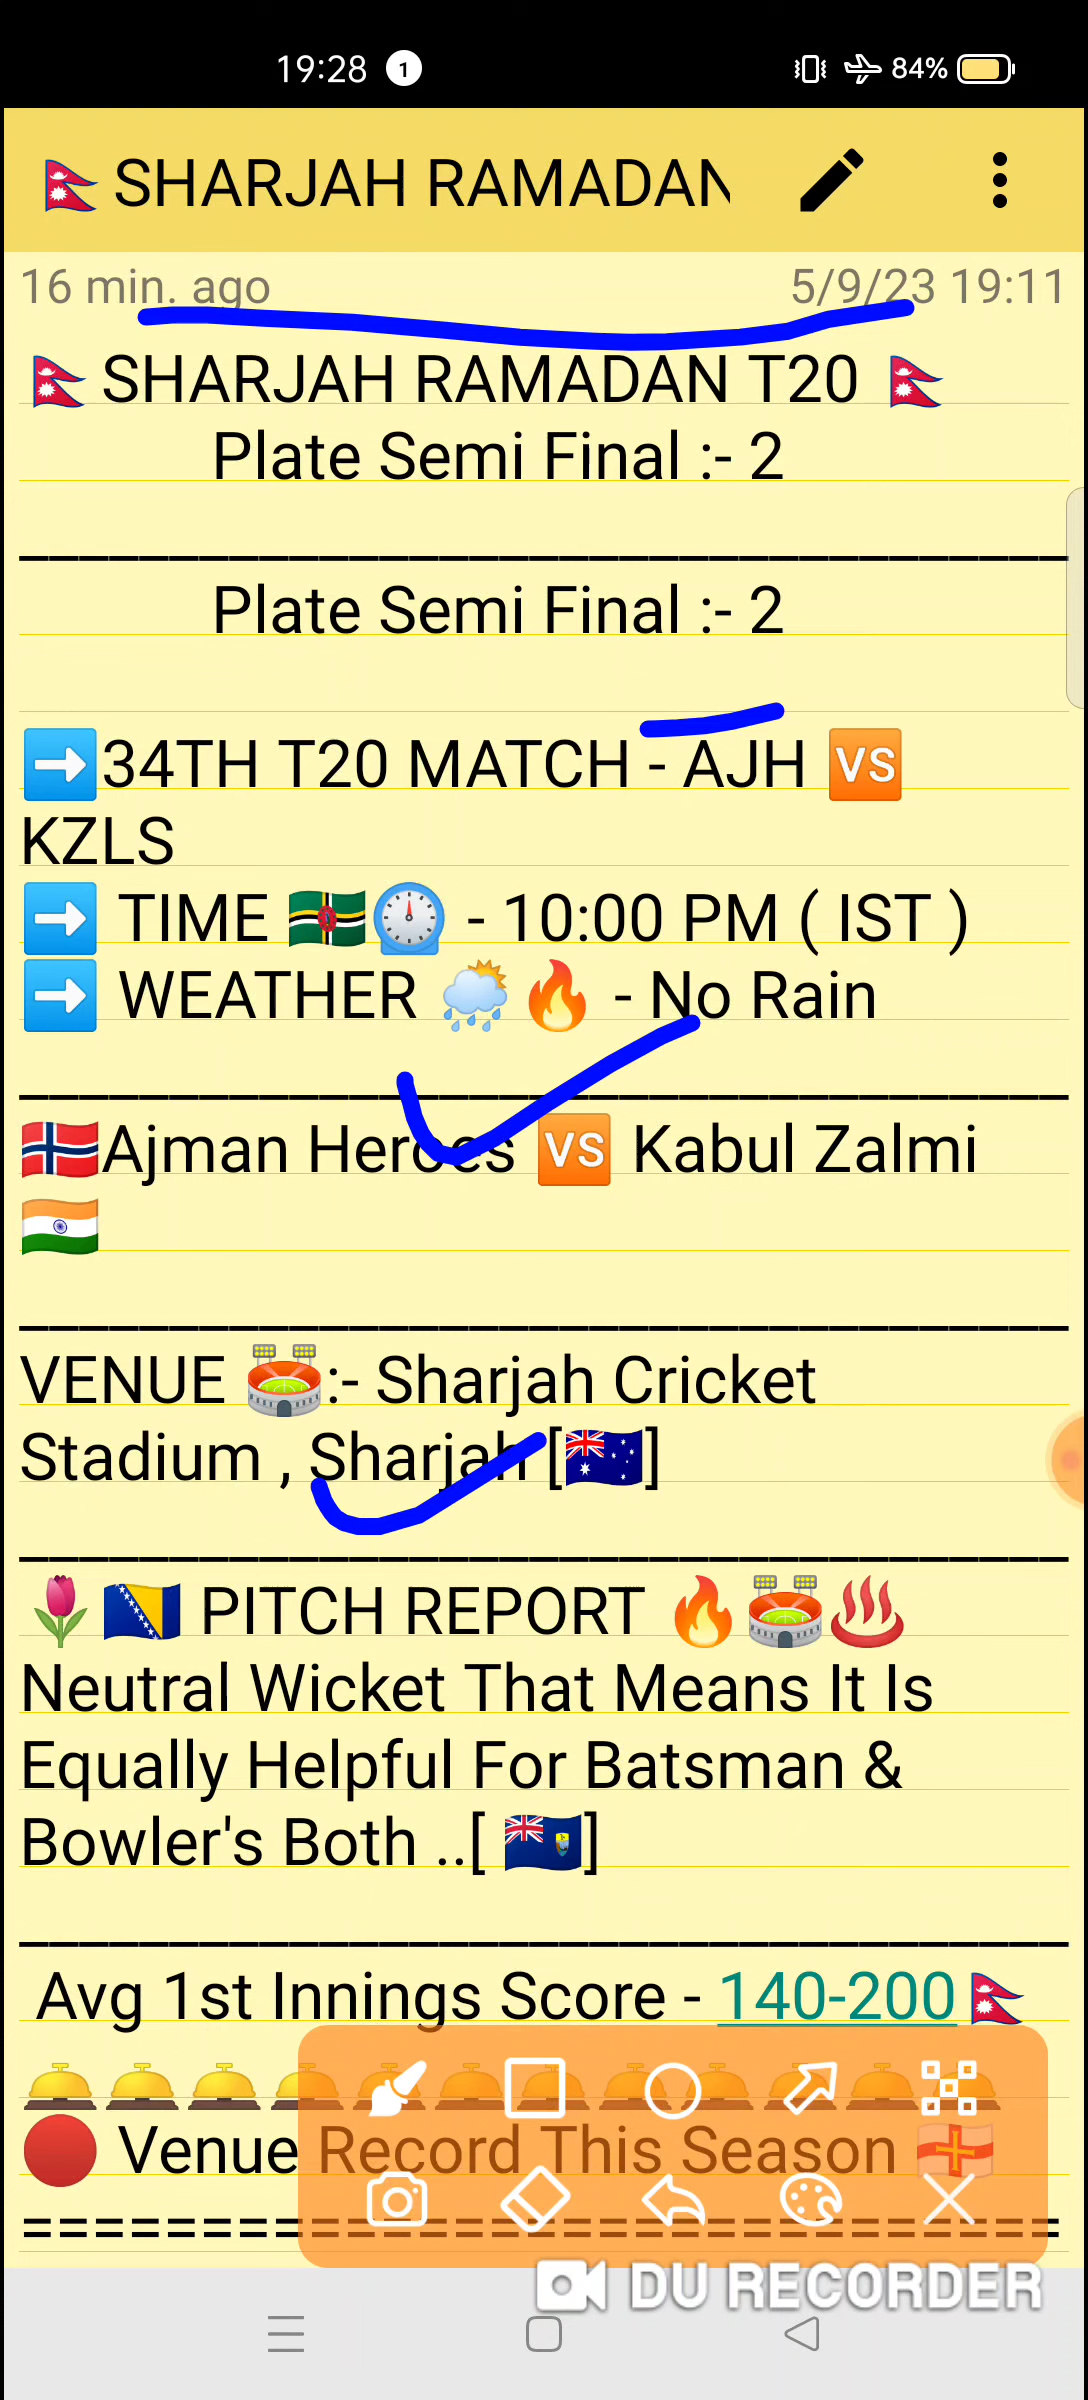 19:28 1 84%
SHARJAH RAMADAN
16 min. ago 5/9/23 19:11
SHARJAH RAMADAN T20
Plate Semi Final :- 2
Plate Semi Final :- 2
34TH T20 MATCH - AJH VS
KZLS
TIME - 10:00 PM ( IST )
WEATHER - No Rain
Ajman Heroes VS Kabul Zalmi
VENUE :- Sharjah Cricket
Stadium , Sharjah [ ]
PITCH REPORT
Neutral Wicket That Means It Is
Equally Helpful For Batsman &
Bowler's Both ..[ ]
Avg 1st Innings Score - 140-200
Venue Record This Season
=============================
DU RECORDER